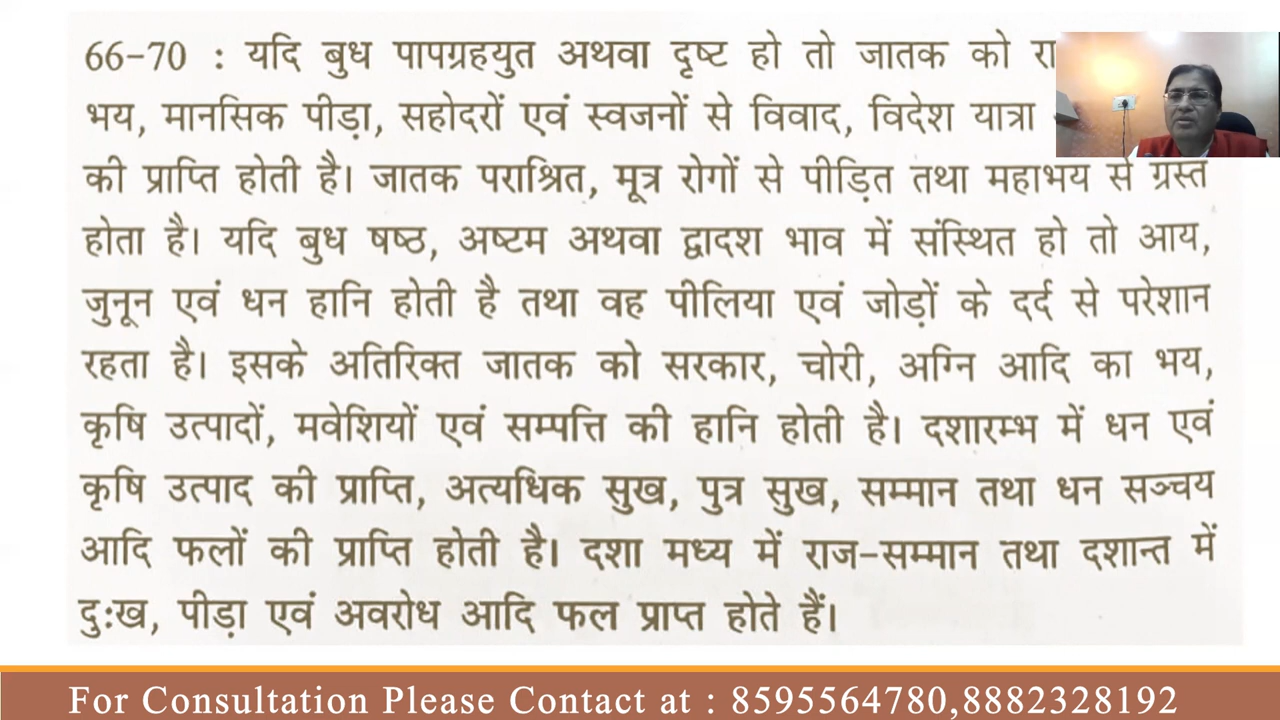 66-70 : यदि बुध पापग्रहयुत अथवा दृष्ट हो तो जातक को
भय, मानसिक पीड़ा, सहोदरों एवं स्वजनों से विवाद, विदेश यात्रा
की प्राप्ति होती है। जातक पराश्रित, मूत्र रोगों से पीड़ित तथा महाभय से ग्रस्त
होता है। यदि बुध षष्ठ, अष्टम अथवा द्वादश भाव में संस्थित हो तो आय,
जुनून एवं धन हानि होती है तथा वह पीलिया एवं जोड़ों के दर्द से परेशान
रहता है। इसके अतिरिक्त जातक को सरकार, चोरी, अग्नि आदि का भय,
कृषि उत्पादों, मवेशियों एवं सम्पत्ति की हानि होती है। दशारम्भ में धन एवं
कृषि उत्पाद की प्राप्ति, अत्यधिक सुख, पुत्र सुख, सम्मान तथा धन सञ्चय
आदि फलों की प्राप्ति होती है। दशा मध्य में राज-सम्मान तथा दशान्त में
दुःख, पीड़ा एवं अवरोध आदि फल प्राप्त होते हैं।
For Consultation Please Contact at : 8595564780,8882328192